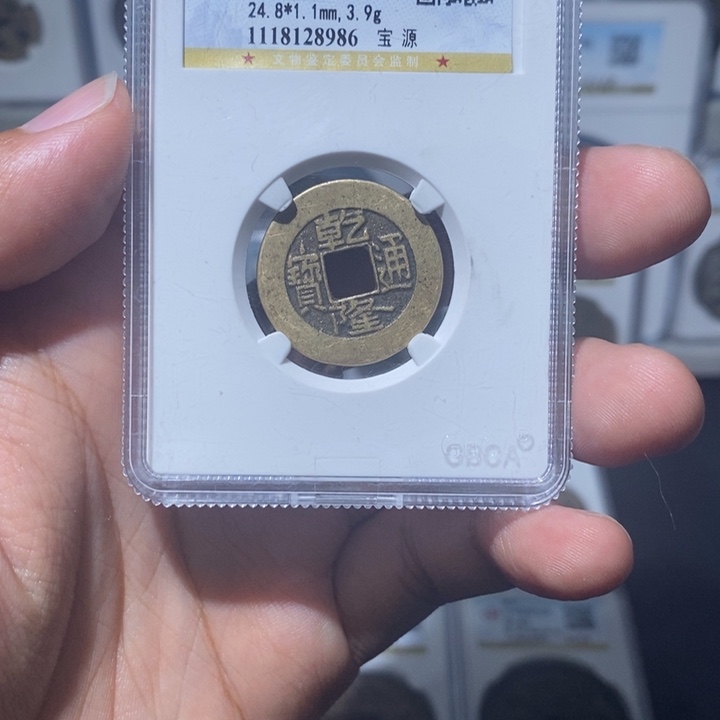 24.8*1.1mm,3.9g
1118128986 宝源
★ 文物鉴定委员会监制 ★
乾隆通寶
GBCA